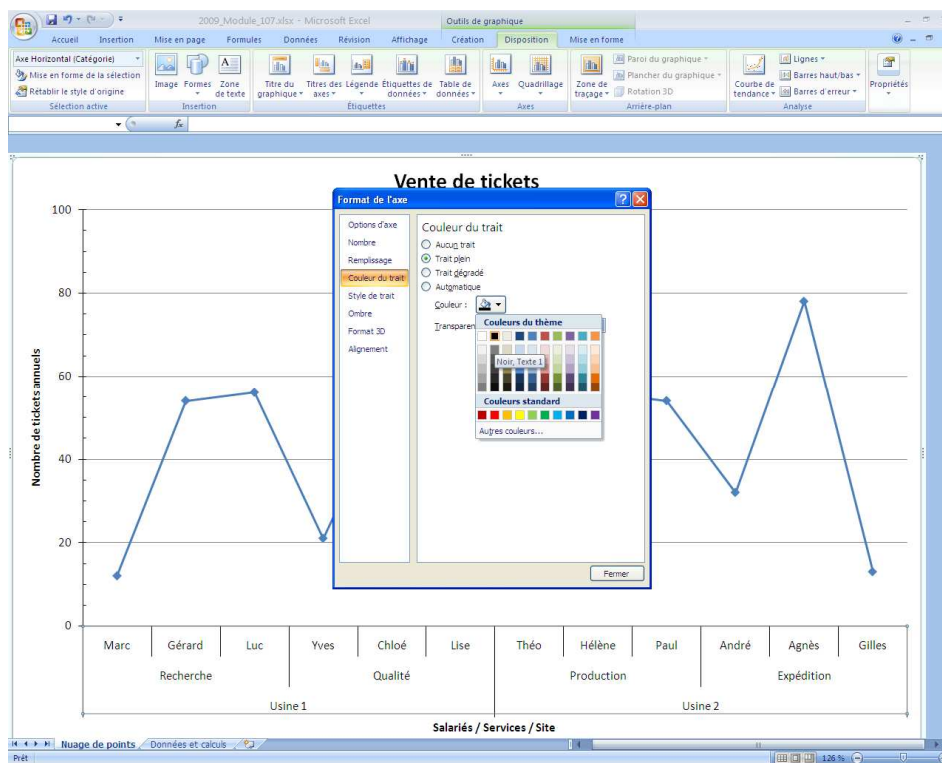 2009_Module_107.xlsx - Microsoft Excel
Outils de graphique
Accueil Insertion Mise en page Formules Données Révision Affichage Création Disposition Mise en forme
Axe Horizontal (Catégorie)
Mise en forme de la sélection
Rétablir le style d'origine
Sélection active
Image Formes Zone de texte
Insertion
Titre du graphique Titres des axes Légende Étiquettes de données Table de données
Étiquettes
Axes Quadrillage
Axes
Zone de traçage
Paroi du graphique
Plancher du graphique
Rotation 3D
Arrière-plan
Courbe de tendance
Lignes
Barres haut/bas
Barres d'erreur
Analyse
Propriétés
fx
Vente de tickets
Nombre de tickets annuels
100
80
60
40
20
0
Format de l'axe
Options d'axe
Nombre
Remplissage
Couleur du trait
Style de trait
Ombre
Format 3D
Alignement
Couleur du trait
Aucun trait
Trait plein
Trait dégradé
Automatique
Couleur :
Transparen
Couleurs du thème
Noir, Texte 1
Couleurs standard
Autres couleurs...
Fermer
Marc Gérard Luc Yves Chloé Lise Théo Hélène Paul André Agnès Gilles
Recherche Qualité Production Expédition
Usine 1 Usine 2
Salariés / Services / Site
Nuage de points Données et calculs
Prêt 126 %